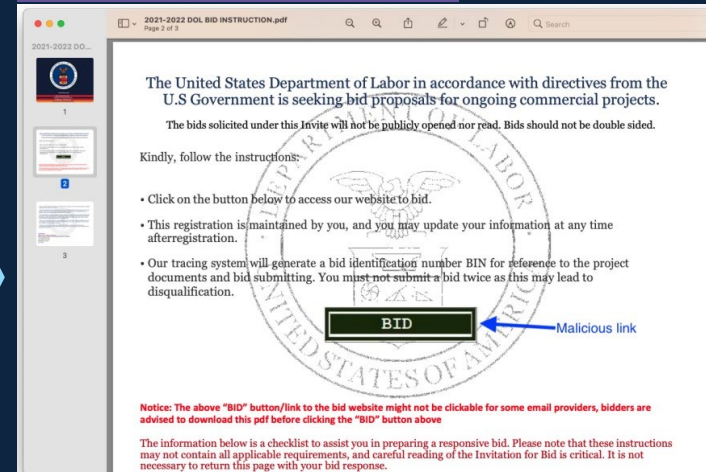 2021-2022 DOL BID INSTRUCTION.pdf
Page 2 of 3
Search
2021-2022 DO...
1
2
3
The United States Department of Labor in accordance with directives from the
U.S Government is seeking bid proposals for ongoing commercial projects.
The bids solicited under this Invite will not be publicly opened nor read. Bids should not be double sided.
Kindly, follow the instructions:
• Click on the button below to access our website to bid.
• This registration is maintained by you, and you may update your information at any time
afterregistration.
• Our tracing system will generate a bid identification number BIN for reference to the project
documents and bid submitting. You must not submit a bid twice as this may lead to
disqualification.
BID
Malicious link
DEPARTMENT OF LABOR
UNITED STATES OF AMERICA
Notice: The above "BID" button/link to the bid website might not be clickable for some email providers, bidders are
advised to download this pdf before clicking the "BID" button above
The information below is a checklist to assist you in preparing a responsive bid. Please note that these instructions
may not contain all applicable requirements, and careful reading of the Invitation for Bid is critical. It is not
necessary to return this page with your bid response.